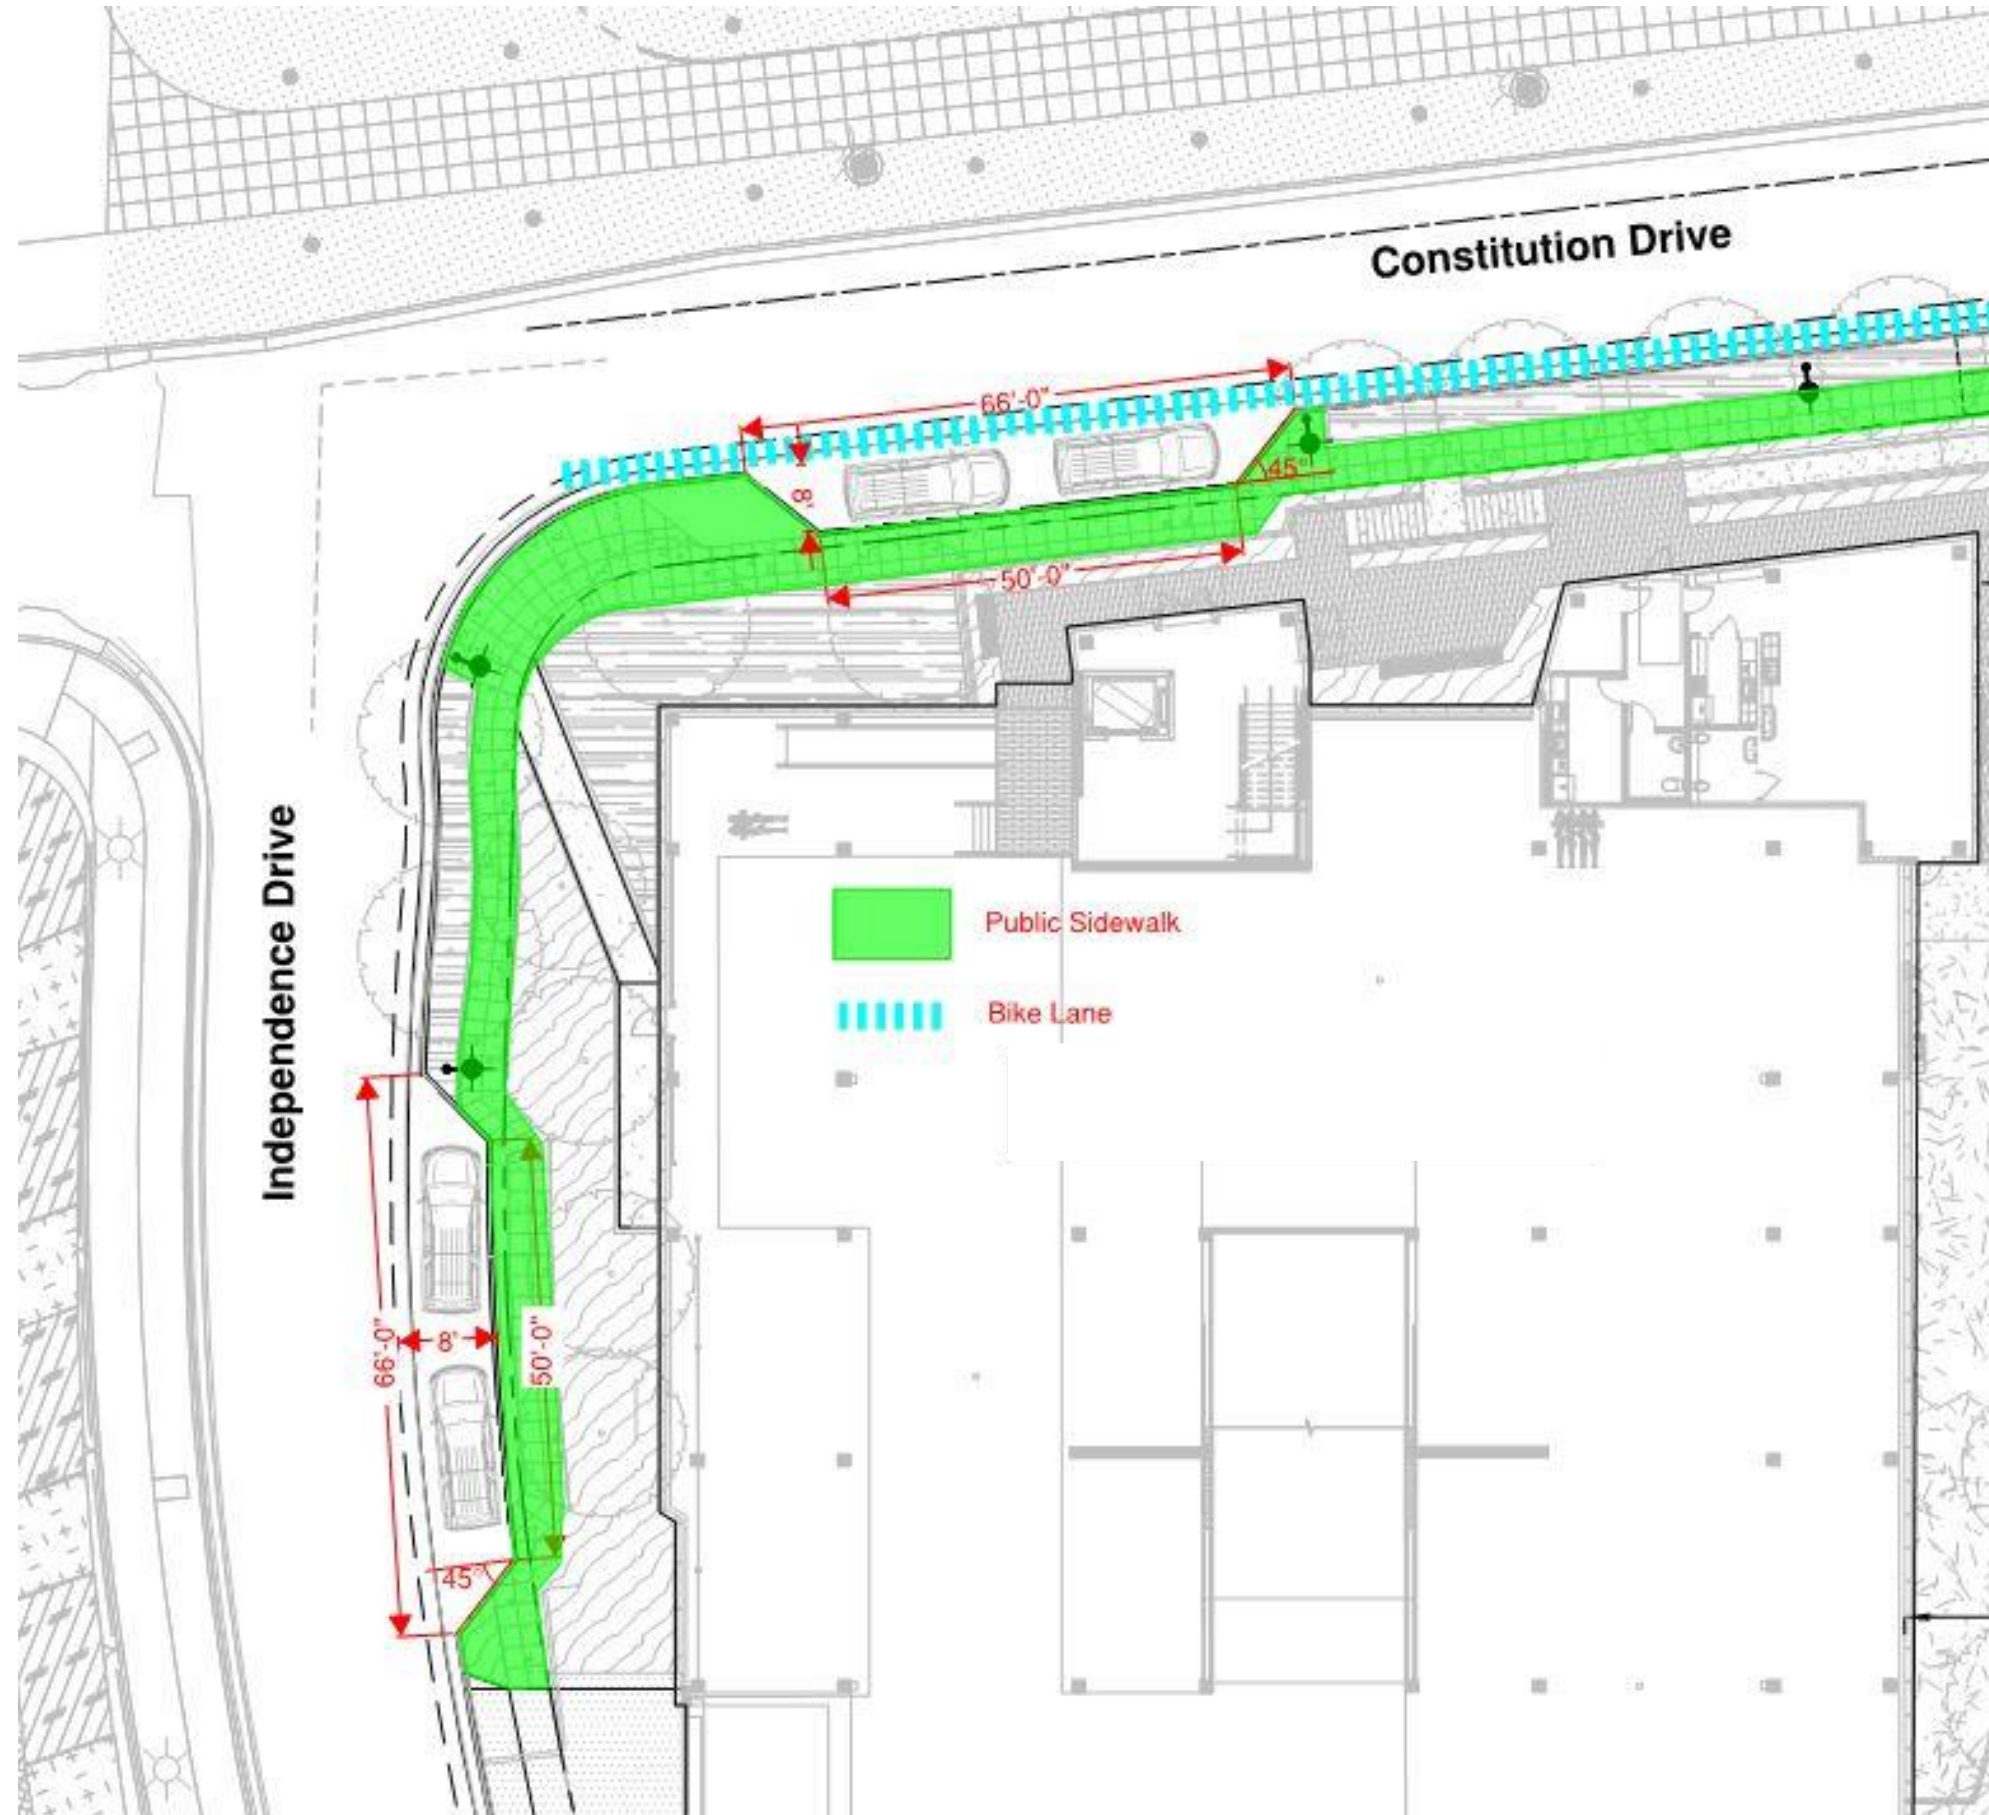 Constitution Drive
66'-0"
8'
45°
50'-0"
Independence Drive
Public Sidewalk
Bike Lane
66'-0"
8'
50'-0"
45°